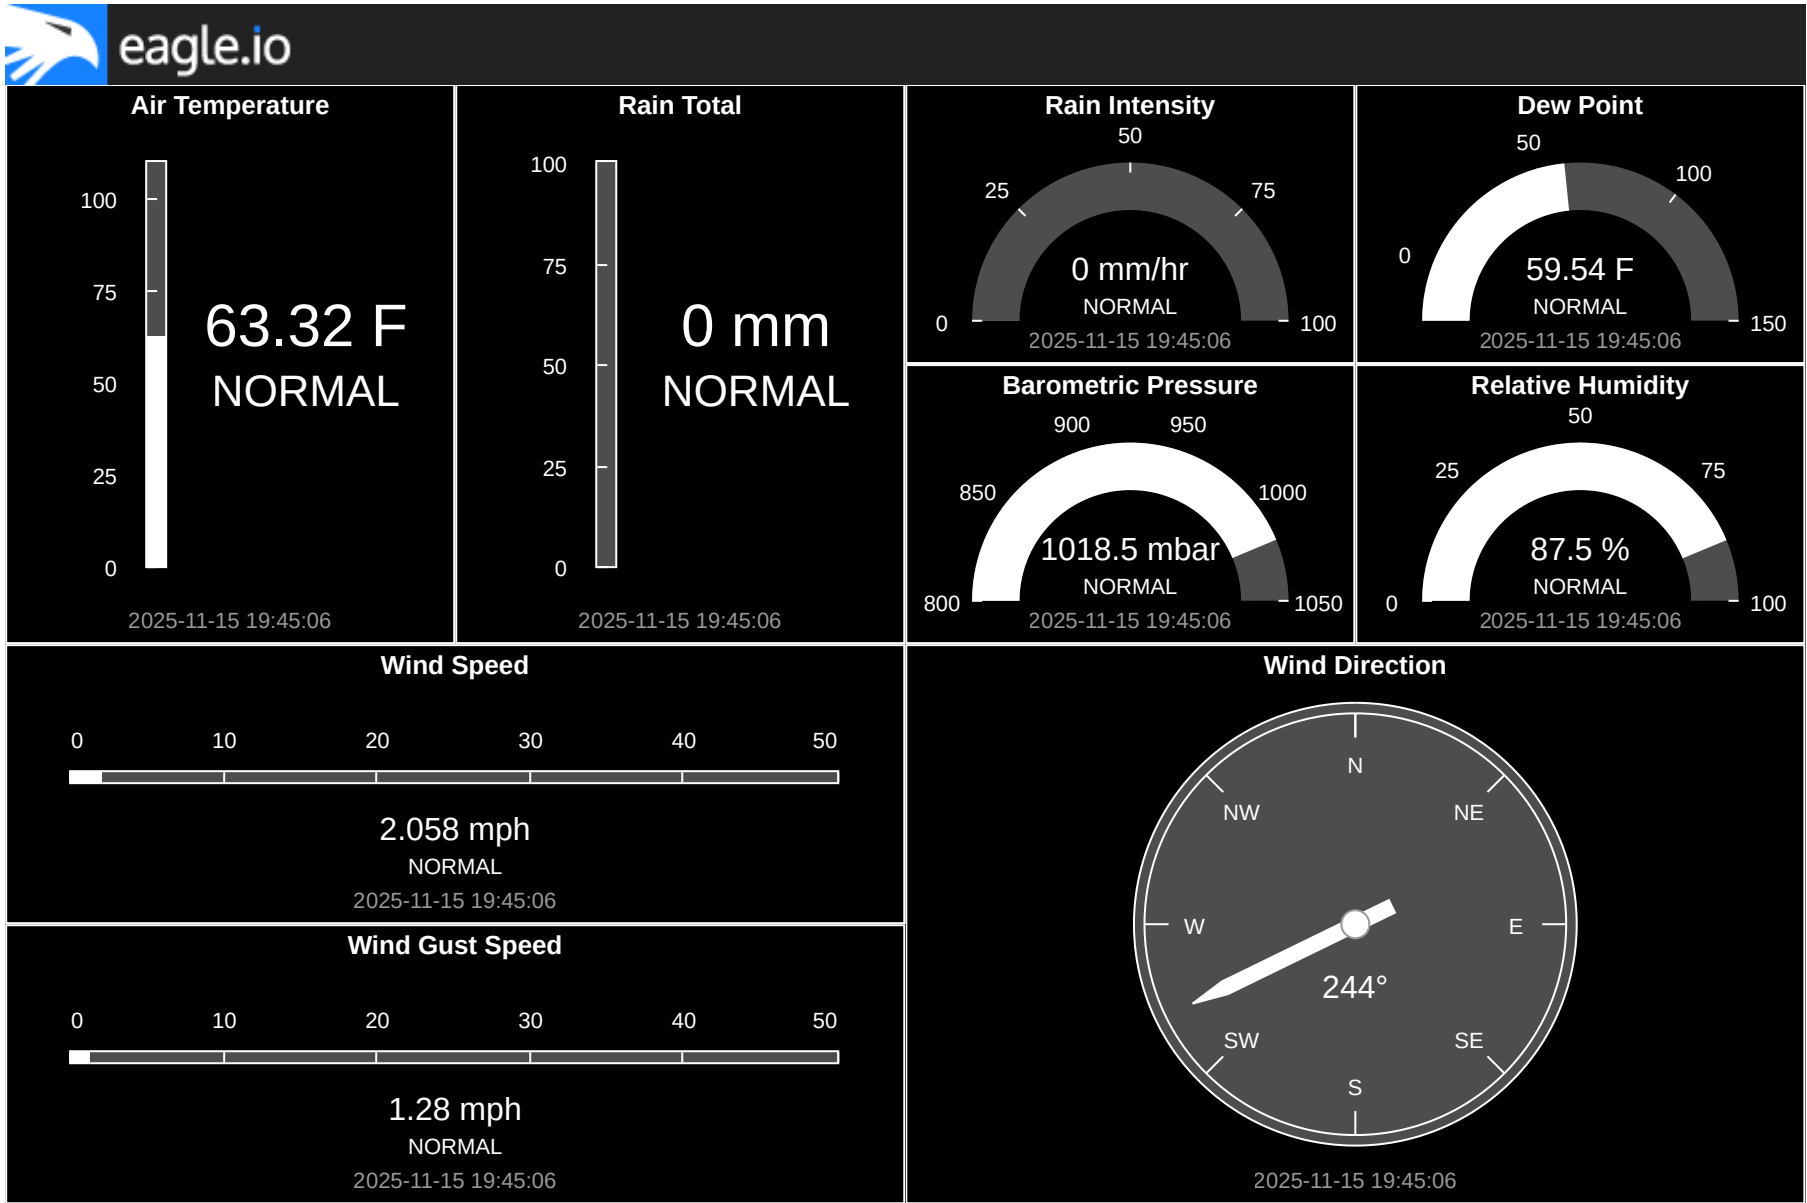 eagle.io
Air Temperature
100
75
50
25
0
63.32 F
NORMAL
2025-11-15 19:45:06
Rain Total
100
75
50
25
0
0 mm
NORMAL
2025-11-15 19:45:06
Rain Intensity
50
25
75
0
100
0 mm/hr
NORMAL
2025-11-15 19:45:06
Dew Point
50
100
0
150
59.54 F
NORMAL
2025-11-15 19:45:06
Barometric Pressure
900
950
850
1000
800
1050
1018.5 mbar
NORMAL
2025-11-15 19:45:06
Relative Humidity
50
25
75
0
100
87.5 %
NORMAL
2025-11-15 19:45:06
Wind Speed
0 10 20 30 40 50
2.058 mph
NORMAL
2025-11-15 19:45:06
Wind Gust Speed
0 10 20 30 40 50
1.28 mph
NORMAL
2025-11-15 19:45:06
Wind Direction
N
NW
NE
W
E
244°
SW
SE
S
2025-11-15 19:45:06